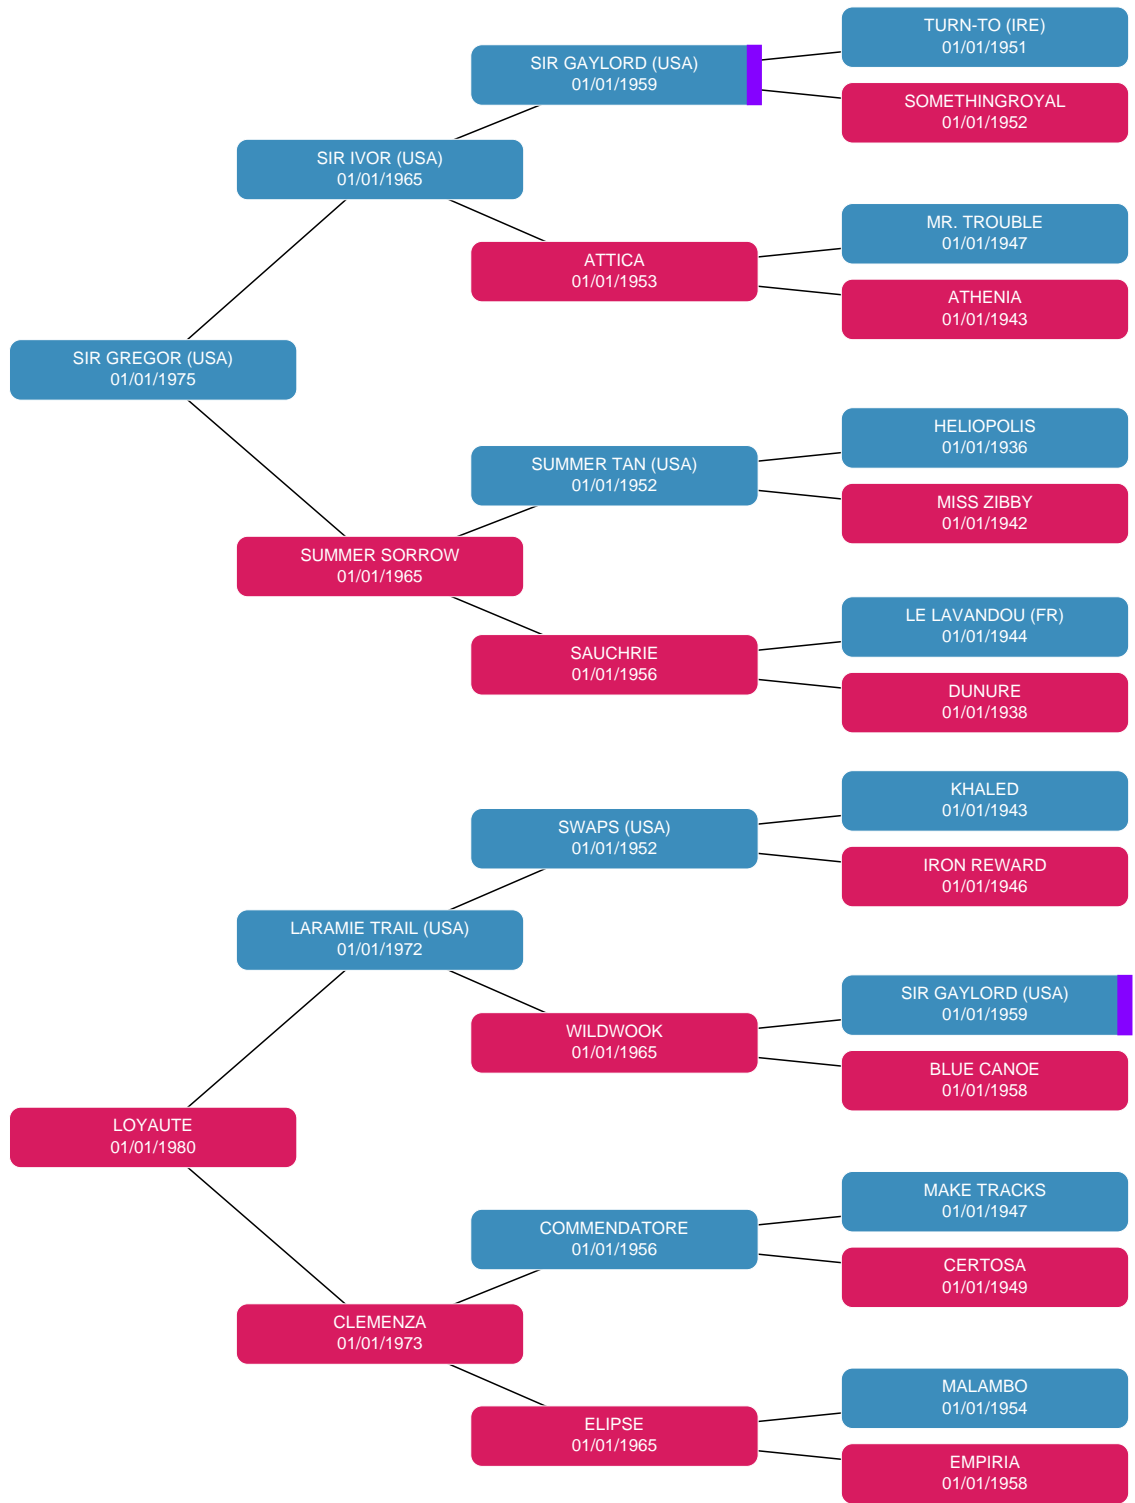 TURN-TO (IRE)
01/01/1951
SIR GAYLORD (USA)
01/01/1959
SOMETHINGROYAL
01/01/1952
SIR IVOR (USA)
01/01/1965
MR. TROUBLE
01/01/1947
ATTICA
01/01/1953
ATHENIA
01/01/1943
SIR GREGOR (USA)
01/01/1975
HELIOPOLIS
01/01/1936
SUMMER TAN (USA)
01/01/1952
MISS ZIBBY
01/01/1942
SUMMER SORROW
01/01/1965
LE LAVANDOU (FR)
01/01/1944
SAUCHRIE
01/01/1956
DUNURE
01/01/1938
KHALED
01/01/1943
SWAPS (USA)
01/01/1952
IRON REWARD
01/01/1946
LARAMIE TRAIL (USA)
01/01/1972
SIR GAYLORD (USA)
01/01/1959
WILDWOOK
01/01/1965
BLUE CANOE
01/01/1958
LOYAUTE
01/01/1980
MAKE TRACKS
01/01/1947
COMMENDATORE
01/01/1956
CERTOSA
01/01/1949
CLEMENZA
01/01/1973
MALAMBO
01/01/1954
ELIPSE
01/01/1965
EMPIRIA
01/01/1958